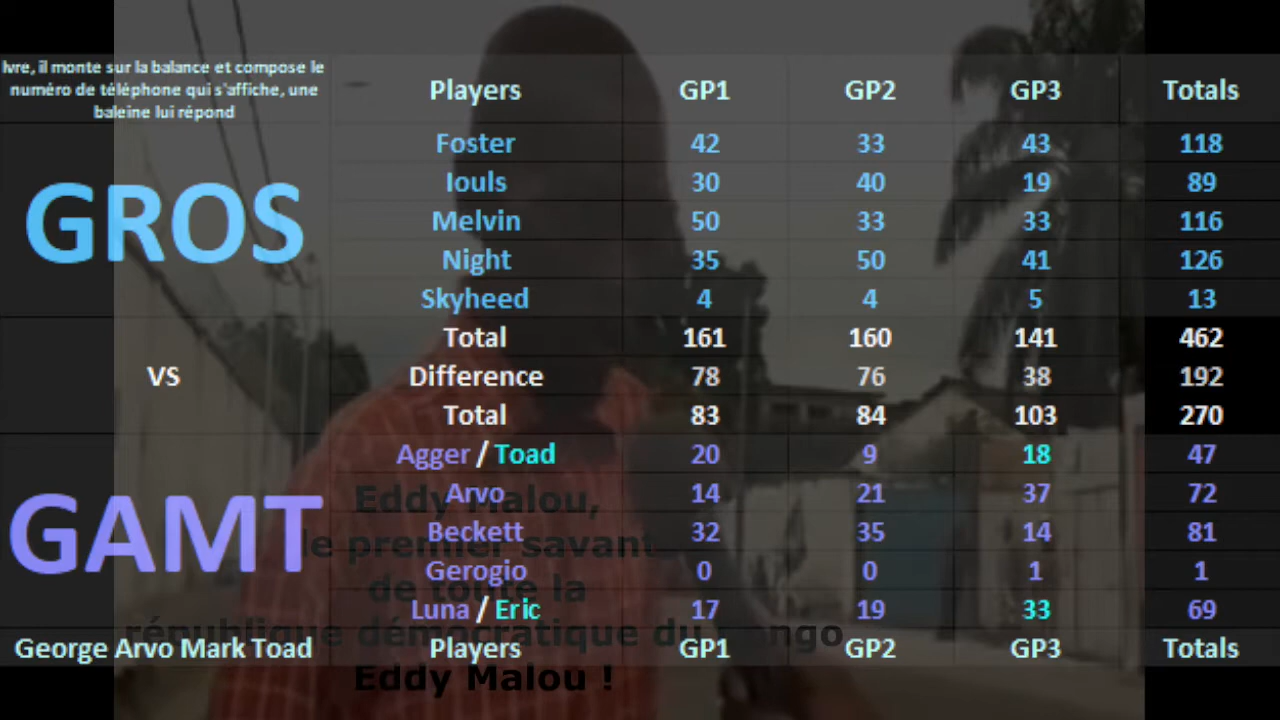 Ivre, il monte sur la balance et compose le
numéro de téléphone qui s'affiche, une
baleine lui répond
Players GP1 GP2 GP3 Totals
GROS
Foster 42 33 43 118
Iouls 30 40 19 89
Melvin 50 33 33 116
Night 35 50 41 126
Skyheed 4 4 5 13
Total 161 160 141 462
VS Difference 78 76 38 192
Total 83 84 103 270
GAMT
Agger / Toad 20 9 18 47
Arvo 14 21 37 72
Beckett 32 35 14 81
Gerogio 0 0 1 1
Luna / Eric 17 19 33 69
George Arvo Mark Toad Players GP1 GP2 GP3 Totals
Eddy Malou,
le premier savant
de toute la
république démocratique du Congo
Eddy Malou !